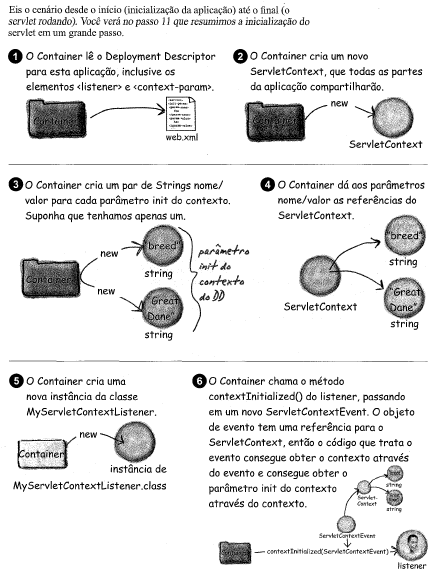 Eis o cenário desde o início (inicialização da aplicação) até o final (o
servlet rodando). Você verá no passo 11 que resumimos a inicialização do
servlet em um grande passo.
1 O Container lê o Deployment Descriptor
para esta aplicação, inclusive os
elementos <listener> e <context-param>.
Container
web.xml
2 O Container cria um novo
ServletContext, que todas as partes
da aplicação compartilharão.
new
Container
ServletContext
3 O Container cria um par de Strings nome/
valor para cada parâmetro init do contexto.
Suponha que tenhamos apenas um.
new
"breed"
string
Container
new
"Great
Dane"
string
parâmetro
init do
contexto
do DD
4 O Container dá aos parâmetros
nome/valor as referências do
ServletContext.
"breed"
string
ServletContext
"Great
Dane"
string
5 O Container cria uma
nova instância da classe
MyServletContextListener.
new
Container
instância de
MyServletContextListener.class
6 O Container chama o método
contextInitialized() do listener, passando
em um novo ServletContextEvent. O objeto
de evento tem uma referência para o
ServletContext, então o código que trata o
evento consegue obter o contexto através
do evento e consegue obter o
parâmetro init do contexto
através do contexto.
string
Servlet-
Context
string
ServletContextEvent
contextInitialized(ServletContextEvent)
listener